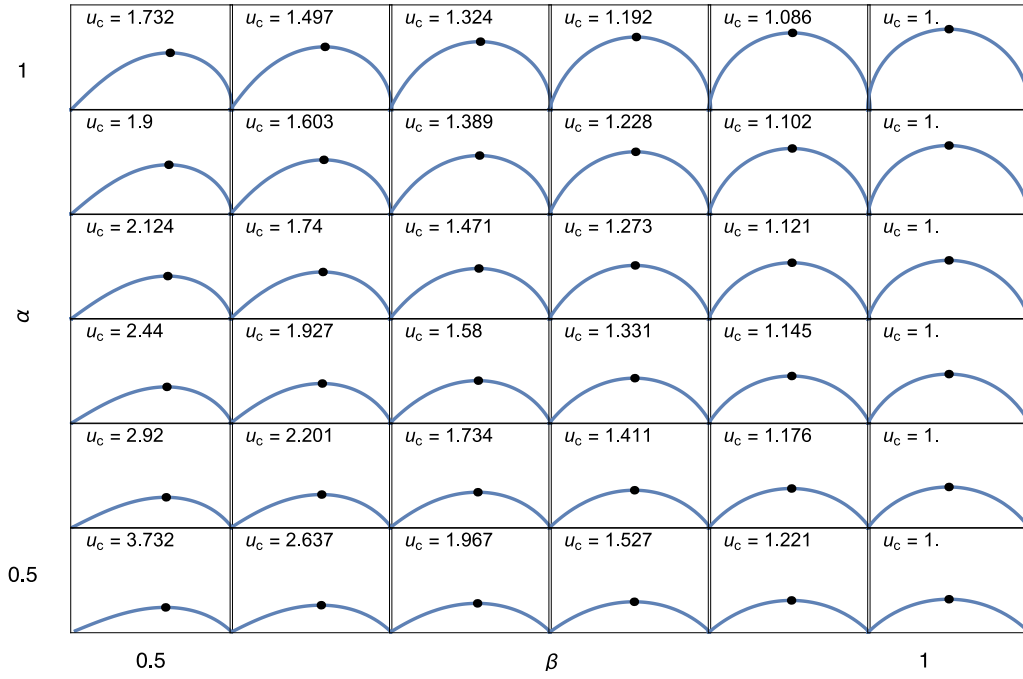 u_c = 1.732 u_c = 1.497 u_c = 1.324 u_c = 1.192 u_c = 1.086 u_c = 1.
1
u_c = 1.9 u_c = 1.603 u_c = 1.389 u_c = 1.228 u_c = 1.102 u_c = 1.
u_c = 2.124 u_c = 1.74 u_c = 1.471 u_c = 1.273 u_c = 1.121 u_c = 1.
α
u_c = 2.44 u_c = 1.927 u_c = 1.58 u_c = 1.331 u_c = 1.145 u_c = 1.
u_c = 2.92 u_c = 2.201 u_c = 1.734 u_c = 1.411 u_c = 1.176 u_c = 1.
u_c = 3.732 u_c = 2.637 u_c = 1.967 u_c = 1.527 u_c = 1.221 u_c = 1.
0.5
0.5 β 1